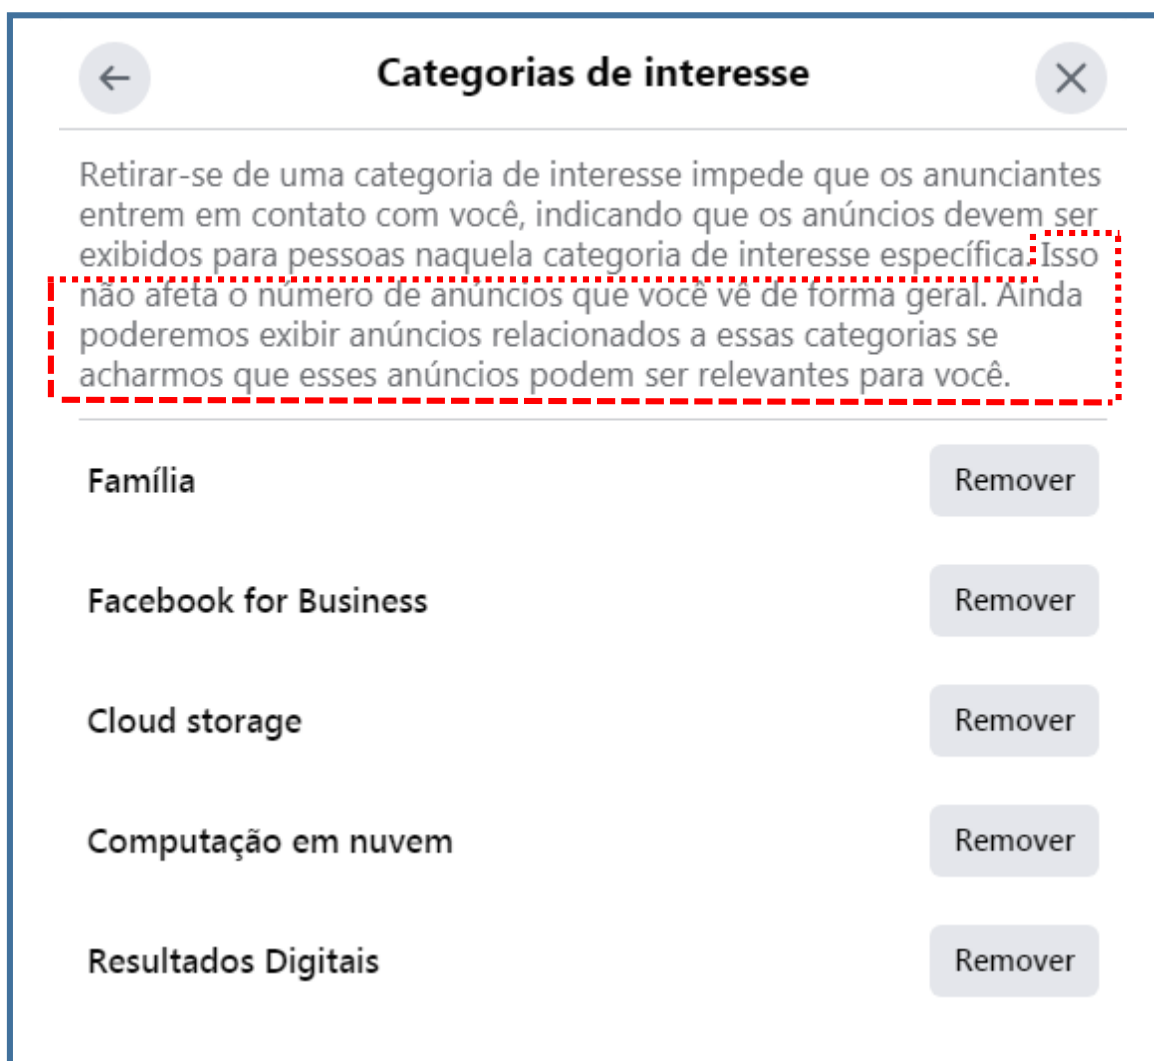 Categorias de interesse
Retirar-se de uma categoria de interesse impede que os anunciantes
entrem em contato com você, indicando que os anúncios devem ser
exibidos para pessoas naquela categoria de interesse específica. Isso
não afeta o número de anúncios que você vê de forma geral. Ainda
poderemos exibir anúncios relacionados a essas categorias se
acharmos que esses anúncios podem ser relevantes para você.
Família Remover
Facebook for Business Remover
Cloud storage Remover
Computação em nuvem Remover
Resultados Digitais Remover